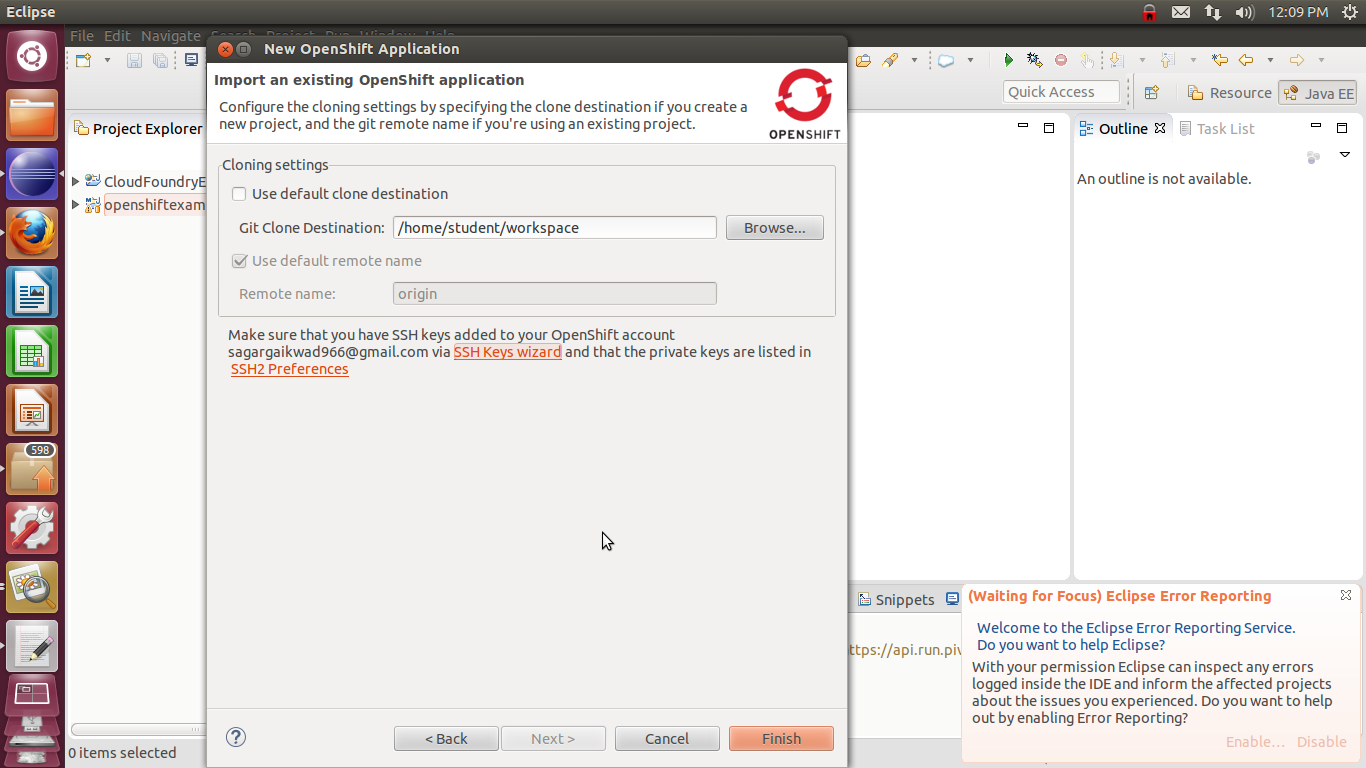 Eclipse
12:09 PM
File Edit Navigate Search Project Run Window Help
New OpenShift Application
Import an existing OpenShift application
Configure the cloning settings by specifying the clone destination if you create a
new project, and the git remote name if you're using an existing project.
OPENSHIFT
Quick Access
Resource
Java EE
Project Explorer
Outline
Task List
An outline is not available.
CloudFoundryE
openshiftexam
Cloning settings
Use default clone destination
Git Clone Destination: /home/student/workspace Browse...
Use default remote name
Remote name: origin
Make sure that you have SSH keys added to your OpenShift account
sagargaikwad966@gmail.com via SSH Keys wizard and that the private keys are listed in
SSH2 Preferences
598
Snippets
ttps://api.run.piv
(Waiting for Focus) Eclipse Error Reporting
Welcome to the Eclipse Error Reporting Service.
Do you want to help Eclipse?
With your permission Eclipse can inspect any errors
logged inside the IDE and inform the affected projects
about the issues you experienced. Do you want to help
out by enabling Error Reporting?
Enable... Disable
0 items selected
? < Back Next > Cancel Finish